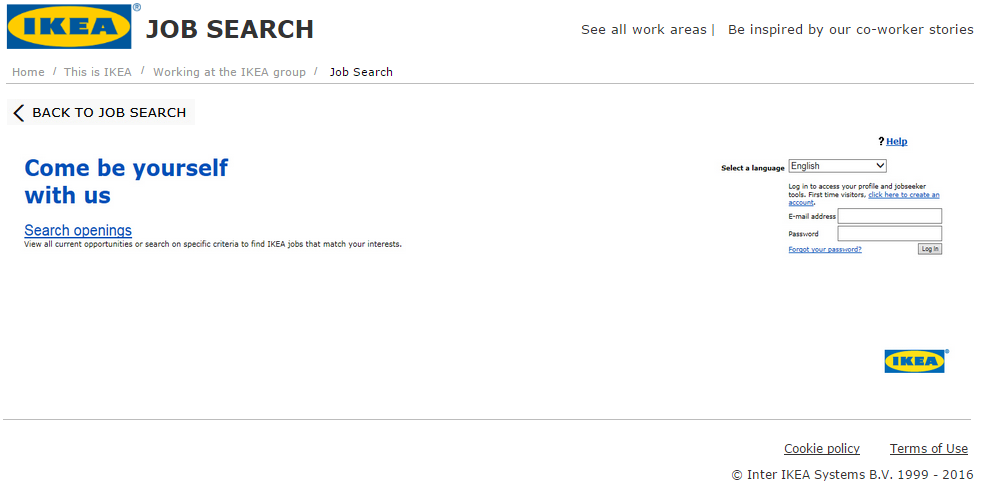 IKEA® JOB SEARCH
See all work areas | Be inspired by our co-worker stories
Home / This is IKEA / Working at the IKEA group / Job Search
BACK TO JOB SEARCH
? Help
Select a language English
Come be yourself
with us
Log in to access your profile and jobseeker
tools. First time visitors, click here to create an
account.
E-mail address
Password
Forgot your password? Log In
Search openings
View all current opportunities or search on specific criteria to find IKEA jobs that match your interests.
IKEA®
Cookie policy Terms of Use
© Inter IKEA Systems B.V. 1999 - 2016